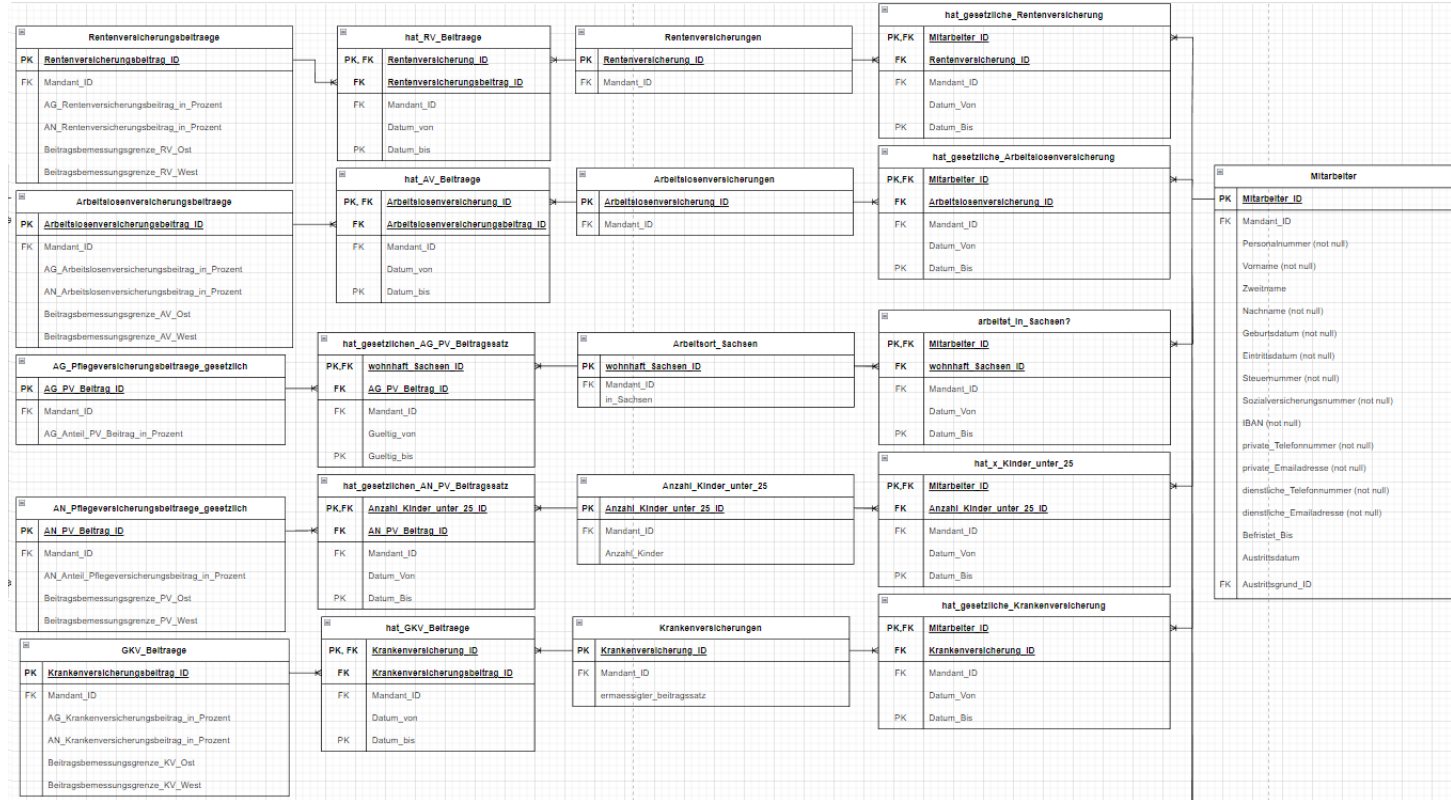 Rentenversicherungsbeitraege
PK Rentenversicherungsbeitrag_ID
FK Mandant_ID
AG_Rentenversicherungsbeitrag_in_Prozent
AN_Rentenversicherungsbeitrag_in_Prozent
Beitragsbemessungsgrenze_RV_Ost
Beitragsbemessungsgrenze_RV_West
hat_RV_Beitraege
PK, FK Rentenversicherung_ID
FK Rentenversicherungsbeitrag_ID
FK Mandant_ID
Datum_von
PK Datum_bis
Rentenversicherungen
PK Rentenversicherung_ID
FK Mandant_ID
hat_gesetzliche_Rentenversicherung
PK,FK Mitarbeiter_ID
FK Rentenversicherung_ID
FK Mandant_ID
Datum_Von
PK Datum_Bis
Arbeitslosenversicherungsbeitraege
PK Arbeitslosenversicherungsbeitrag_ID
FK Mandant_ID
AG_Arbeitslosenversicherungsbeitrag_in_Prozent
AN_Arbeitslosenversicherungsbeitrag_in_Prozent
Beitragsbemessungsgrenze_AV_Ost
Beitragsbemessungsgrenze_AV_West
hat_AV_Beitraege
PK, FK Arbeitslosenversicherung_ID
FK Arbeitslosenversicherungsbeitrag_ID
FK Mandant_ID
Datum_von
PK Datum_bis
Arbeitslosenversicherungen
PK Arbeitslosenversicherung_ID
FK Mandant_ID
hat_gesetzliche_Arbeitslosenversicherung
PK,FK Mitarbeiter_ID
FK Arbeitslosenversicherung_ID
FK Mandant_ID
Datum_Von
PK Datum_Bis
Mitarbeiter
PK Mitarbeiter_ID
FK Mandant_ID
Personalnummer (not null)
Vorname (not null)
Zweitname
Nachname (not null)
Geburtsdatum (not null)
Eintrittsdatum (not null)
Steuernummer (not null)
Sozialversicherungsnummer (not null)
IBAN (not null)
private_Telefonnummer (not null)
private_Emailadresse (not null)
dienstliche_Telefonnummer (not null)
dienstliche_Emailadresse (not null)
Befristet_Bis
Austrittsdatum
FK Austrittsgrund_ID
AG_Pflegeversicherungsbeitraege_gesetzlich
PK AG_PV_Beitrag_ID
FK Mandant_ID
AG_Anteil_PV_Beitrag_in_Prozent
hat_gesetzlichen_AG_PV_Beitragssatz
PK,FK wohnhaft_Sachsen_ID
FK AG_PV_Beitrag_ID
FK Mandant_ID
Gueltig_von
PK Gueltig_bis
Arbeitsort_Sachsen
PK wohnhaft_Sachsen_ID
FK Mandant_ID
in_Sachsen
arbeitet_in_Sachsen?
PK,FK Mitarbeiter_ID
FK wohnhaft_Sachsen_ID
FK Mandant_ID
Datum_Von
PK Datum_Bis
AN_Pflegeversicherungsbeitraege_gesetzlich
PK AN_PV_Beitrag_ID
FK Mandant_ID
AN_Anteil_Pflegeversicherungsbeitrag_in_Prozent
Beitragsbemessungsgrenze_PV_Ost
Beitragsbemessungsgrenze_PV_West
hat_gesetzlichen_AN_PV_Beitragssatz
PK,FK Anzahl_Kinder_unter_25_ID
FK AN_PV_Beitrag_ID
FK Mandant_ID
Datum_Von
PK Datum_Bis
Anzahl_Kinder_unter_25
PK Anzahl_Kinder_unter_25_ID
FK Mandant_ID
Anzahl_Kinder
hat_x_Kinder_unter_25
PK,FK Mitarbeiter_ID
FK Anzahl_Kinder_unter_25_ID
FK Mandant_ID
Datum_Von
PK Datum_Bis
GKV_Beitraege
PK Krankenversicherungsbeitrag_ID
FK Mandant_ID
AG_Krankenversicherungsbeitrag_in_Prozent
AN_Krankenversicherungsbeitrag_in_Prozent
Beitragsbemessungsgrenze_KV_Ost
Beitragsbemessungsgrenze_KV_West
hat_GKV_Beitraege
PK, FK Krankenversicherung_ID
FK Krankenversicherungsbeitrag_ID
FK Mandant_ID
Datum_von
PK Datum_bis
Krankenversicherungen
PK Krankenversicherung_ID
FK Mandant_ID
ermaessigter_beitragssatz
hat_gesetzliche_Krankenversicherung
PK,FK Mitarbeiter_ID
FK Krankenversicherung_ID
FK Mandant_ID
Datum_Von
PK Datum_Bis